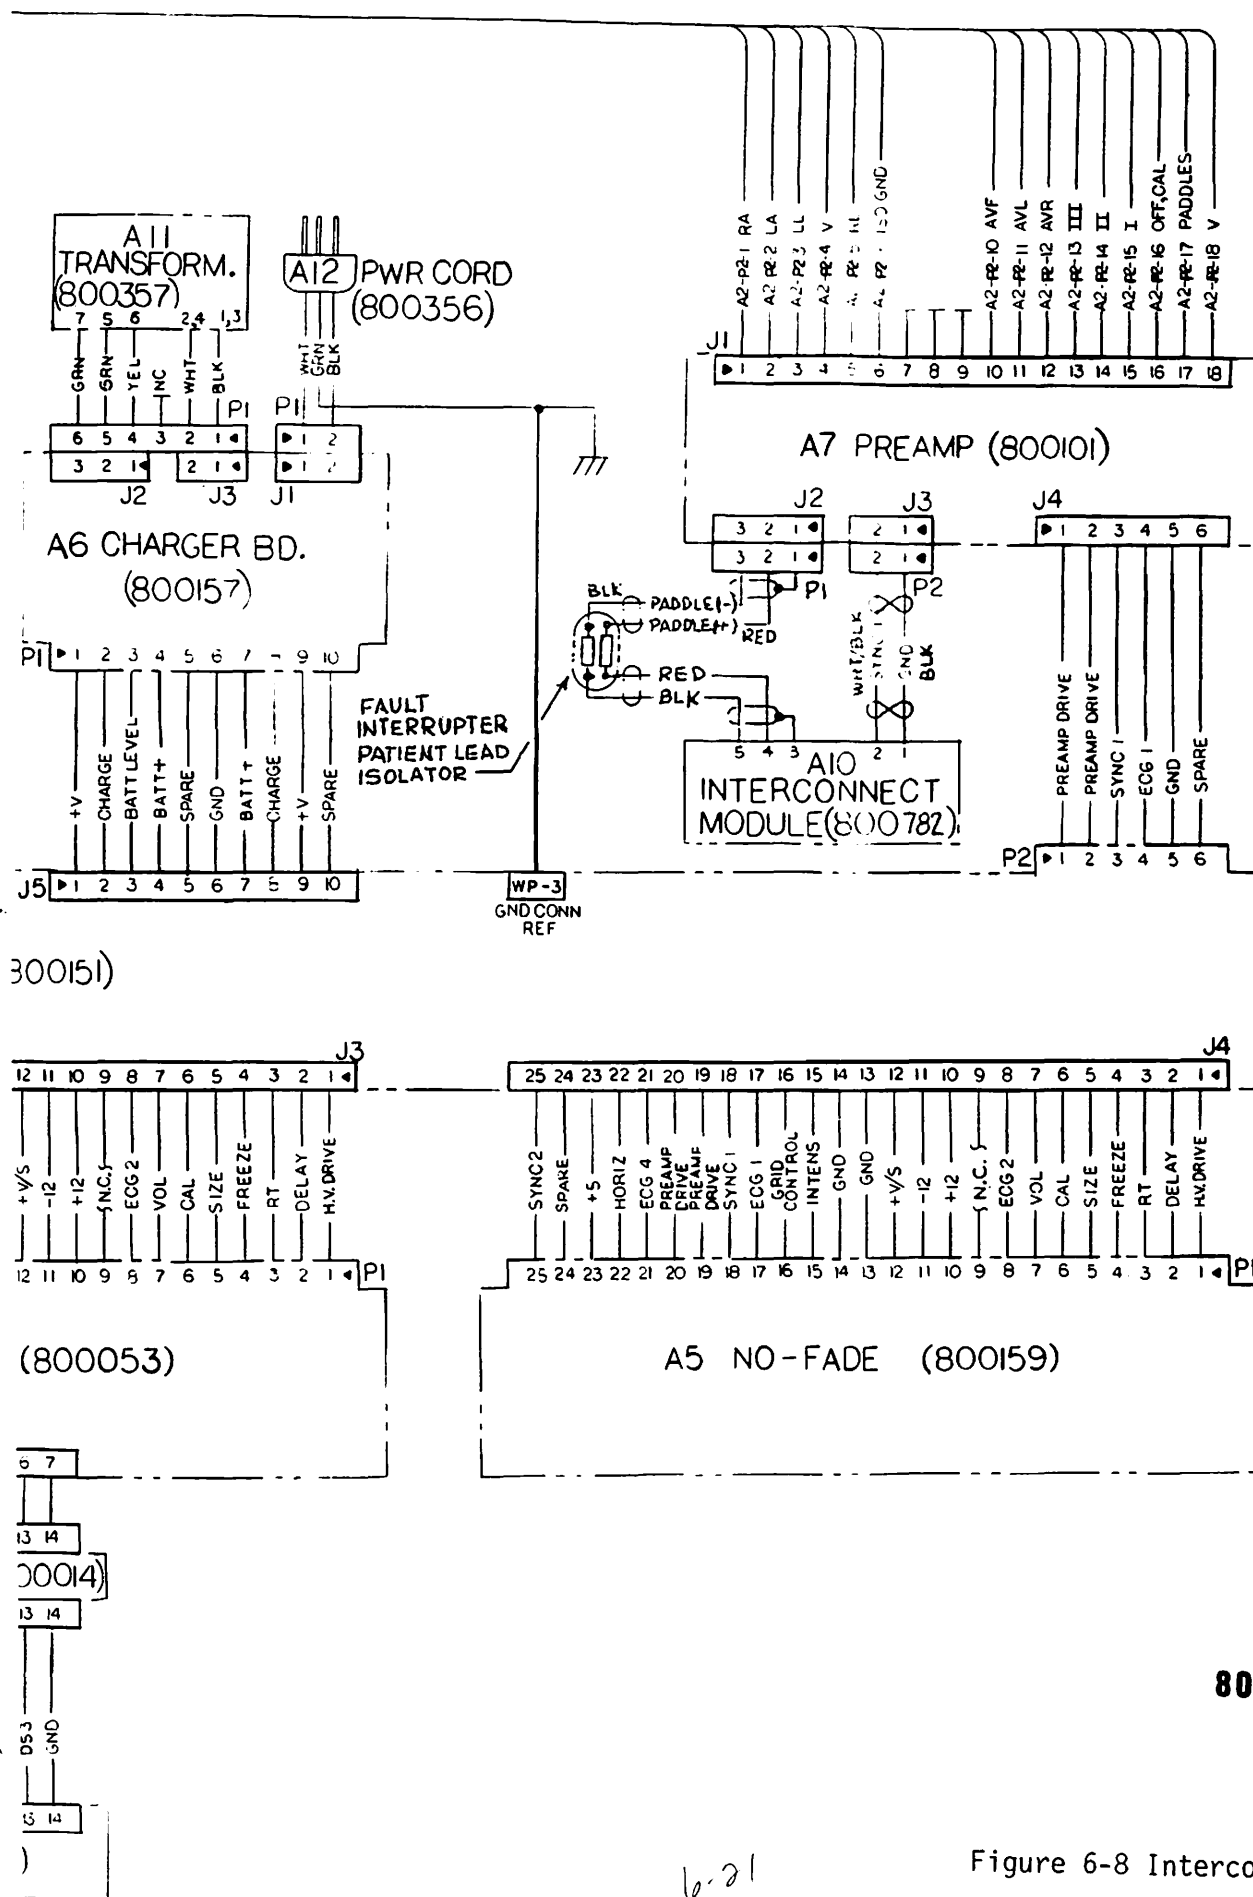 A2-P2-1 RA
A2-P2-2 LA
A2-P2-3 LL
A2-P2-4 V
A2-P2-10 AVF
A2-P2-11 AVL
A2-P2-12 AVR
A2-P2-13 III
A2-P2-14 II
A2-P2-15 I
A2-P2-16 OFF,CAL
A2-P2-17 PADDLES
A2-P2-18 V
A11
TRANSFORM.
(800357)
7 5 6 2,4 1,3
GRN GRN YEL NC WHT BLK
P1
6 5 4 3 2 1
3 2 1 2 1
J2 J3
A12 PWR CORD
(800356)
WHT GRN BLK
P1
1 2
1 2
J1
J1
1 2 3 4 5 6 7 8 9 10 11 12 13 14 15 16 17 18
A7 PREAMP (800101)
J2 J3 J4
3 2 1 2 1 1 2 3 4 5 6
3 2 1 2 1
P1 P2
A6 CHARGER BD.
(800157)
P1 1 2 3 4 5 6 7 9 10
+V CHARGE BATT LEVEL BATT+ SPARE GND BATT+ CHARGE +V SPARE
J5 1 2 3 4 5 6 7 8 9 10
BLK PADDLE(-)
PADDLE(+) RED
RED
BLK
FAULT
INTERRUPTER
PATIENT LEAD
ISOLATOR
WHT/BLK SYNC 1 GND BLK
5 4 3 2 1
A10
INTERCONNECT
MODULE(800782)
PREAMP DRIVE PREAMP DRIVE SYNC 1 ECG 1 GND SPARE
P2 1 2 3 4 5 6
WP-3
GND CONN
REF
800151)
J3
12 11 10 9 8 7 6 5 4 3 2 1
+V/S -12 +12 N.C. ECG 2 VOL CAL SIZE FREEZE RT DELAY H.V.DRIVE
12 11 10 9 8 7 6 5 4 3 2 1 P1
(800053)
J4
25 24 23 22 21 20 19 18 17 16 15 14 13 12 11 10 9 8 7 6 5 4 3 2 1
SYNC 2 SPARE +5 HORIZ ECG 4 PREAMP DRIVE PREAMP DRIVE SYNC 1 ECG 1 GRID CONTROL INTENS GND GND +V/S -12 +12 N.C. ECG 2 VOL CAL SIZE FREEZE RT DELAY H.V.DRIVE
25 24 23 22 21 20 19 18 17 16 15 14 13 12 11 10 9 8 7 6 5 4 3 2 1 P1
A5 NO-FADE (800159)
6 7
13 14
00014)
13 14
DS3 GND
13 14
)
80
6-21
Figure 6-8 Interco